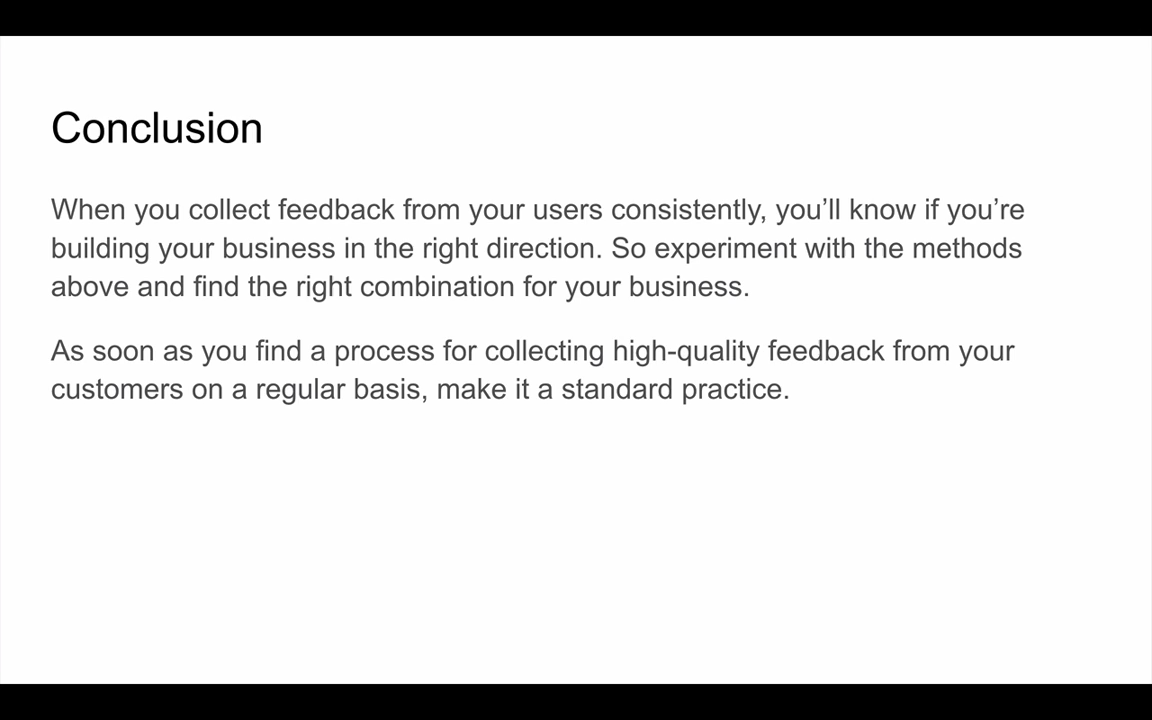 Conclusion
When you collect feedback from your users consistently, you’ll know if you’re
building your business in the right direction. So experiment with the methods
above and find the right combination for your business.
As soon as you find a process for collecting high-quality feedback from your
customers on a regular basis, make it a standard practice.